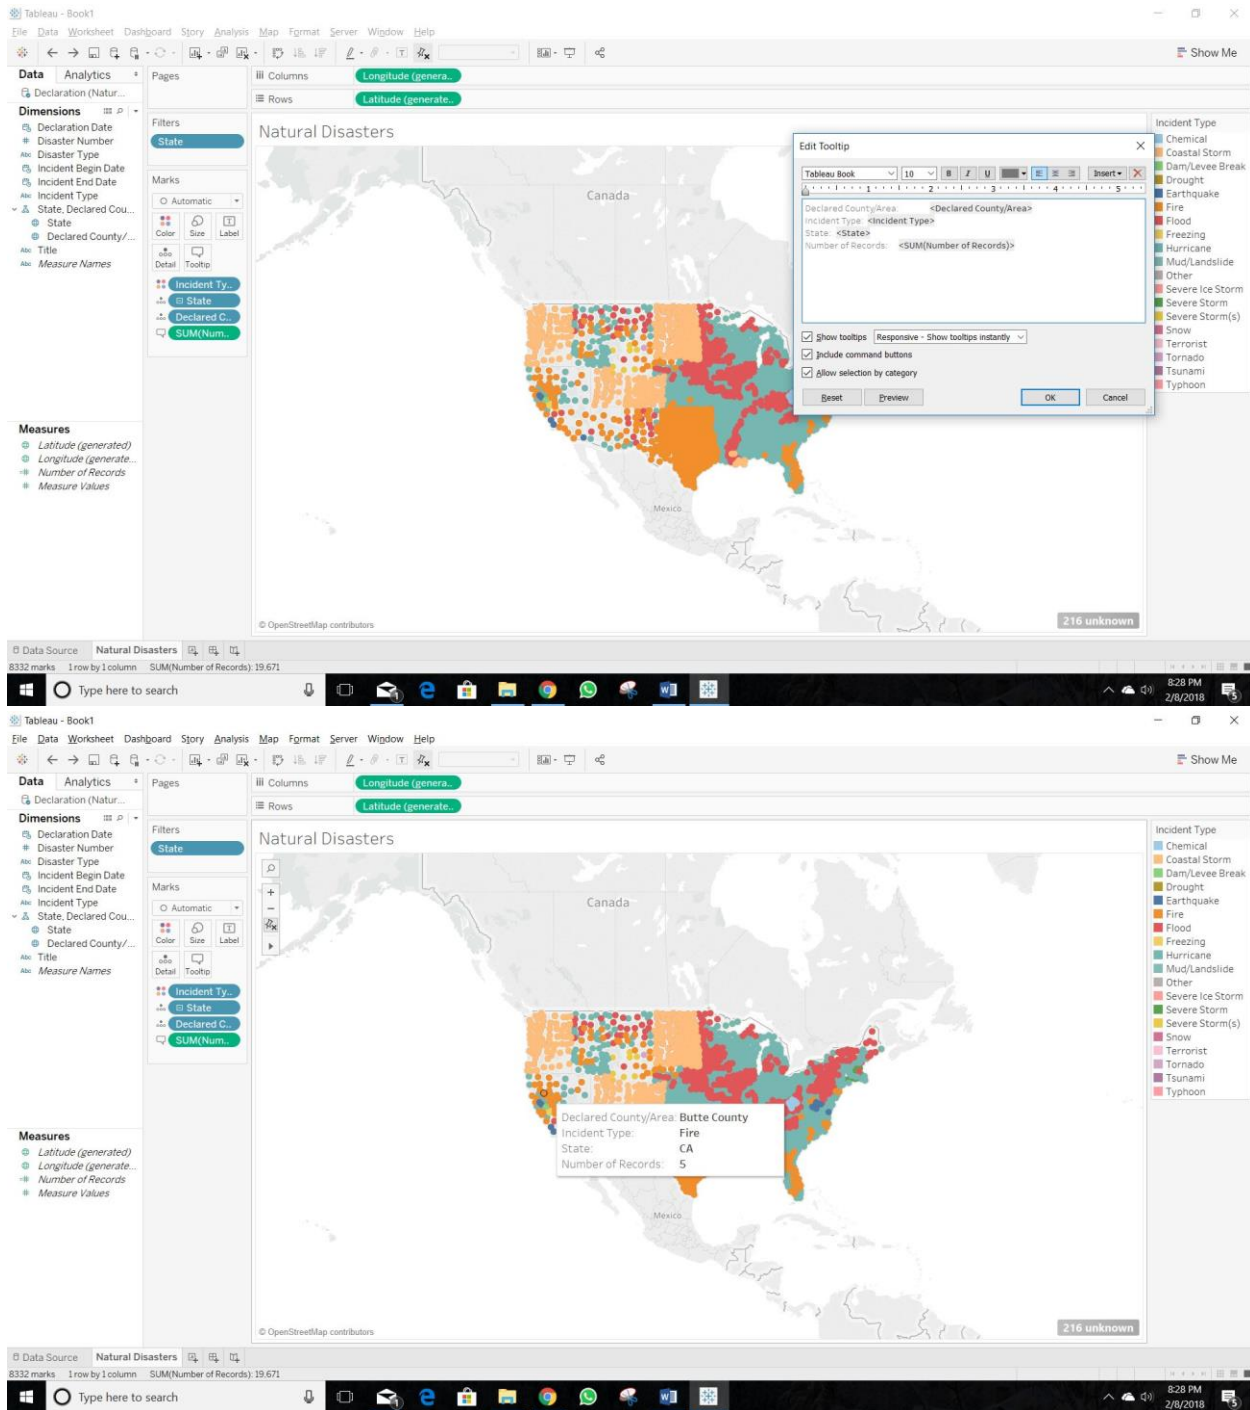 Tableau - Book1
File Data Worksheet Dashboard Story Analysis Map Format Server Window Help
Show Me
Data Analytics
Pages
Columns Longitude (genera..
Declaration (Natur...
Rows Latitude (generate..
Dimensions
Declaration Date
# Disaster Number
Abc Disaster Type
Incident Begin Date
Incident End Date
Abc Incident Type
State, Declared Cou...
State
Declared County/...
Abc Title
Abc Measure Names
Measures
Latitude (generated)
Longitude (generate...
=# Number of Records
# Measure Values
Filters
State
Marks
Automatic
Color Size Label
Detail Tooltip
Incident Ty..
State
Declared C..
SUM(Num..
Natural Disasters
Canada
Mexico
© OpenStreetMap contributors
216 unknown
Edit Tooltip
Tableau Book 10 B I U Insert
1 2 3 4 5
Declared County/Area: <Declared County/Area>
Incident Type: <Incident Type>
State: <State>
Number of Records: <SUM(Number of Records)>
Show tooltips Responsive - Show tooltips instantly
Include command buttons
Allow selection by category
Reset Preview OK Cancel
Incident Type
Chemical
Coastal Storm
Dam/Levee Break
Drought
Earthquake
Fire
Flood
Freezing
Hurricane
Mud/Landslide
Other
Severe Ice Storm
Severe Storm
Severe Storm(s)
Snow
Terrorist
Tornado
Tsunami
Typhoon
Data Source Natural Disasters
8332 marks 1 row by 1 column SUM(Number of Records): 19,671
Type here to search
8:28 PM
2/8/2018
Tableau - Book1
File Data Worksheet Dashboard Story Analysis Map Format Server Window Help
Show Me
Data Analytics
Pages
Columns Longitude (genera..
Declaration (Natur...
Rows Latitude (generate..
Dimensions
Declaration Date
# Disaster Number
Abc Disaster Type
Incident Begin Date
Incident End Date
Abc Incident Type
State, Declared Cou...
State
Declared County/...
Abc Title
Abc Measure Names
Measures
Latitude (generated)
Longitude (generate...
=# Number of Records
# Measure Values
Filters
State
Marks
Automatic
Color Size Label
Detail Tooltip
Incident Ty..
State
Declared C..
SUM(Num..
Natural Disasters
Canada
Declared County/Area: Butte County
Incident Type: Fire
State: CA
Number of Records: 5
Mexico
© OpenStreetMap contributors
216 unknown
Incident Type
Chemical
Coastal Storm
Dam/Levee Break
Drought
Earthquake
Fire
Flood
Freezing
Hurricane
Mud/Landslide
Other
Severe Ice Storm
Severe Storm
Severe Storm(s)
Snow
Terrorist
Tornado
Tsunami
Typhoon
Data Source Natural Disasters
8332 marks 1 row by 1 column SUM(Number of Records): 19,671
Type here to search
8:28 PM
2/8/2018